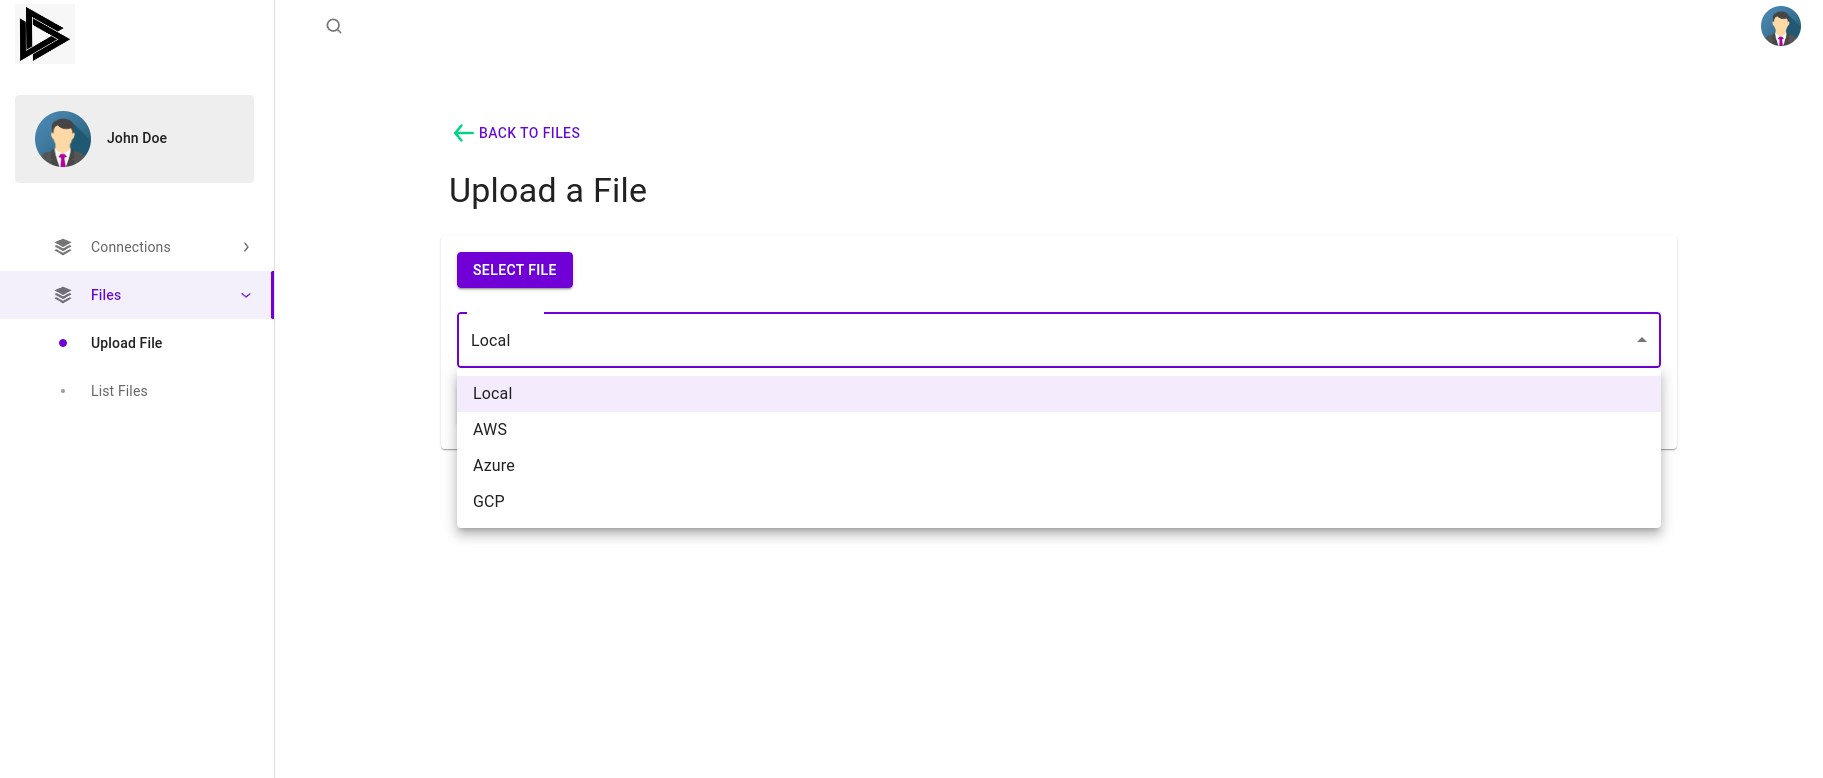 John Doe
Connections
Files
Upload File
List Files
BACK TO FILES
Upload a File
SELECT FILE
Local
Local
AWS
Azure
GCP